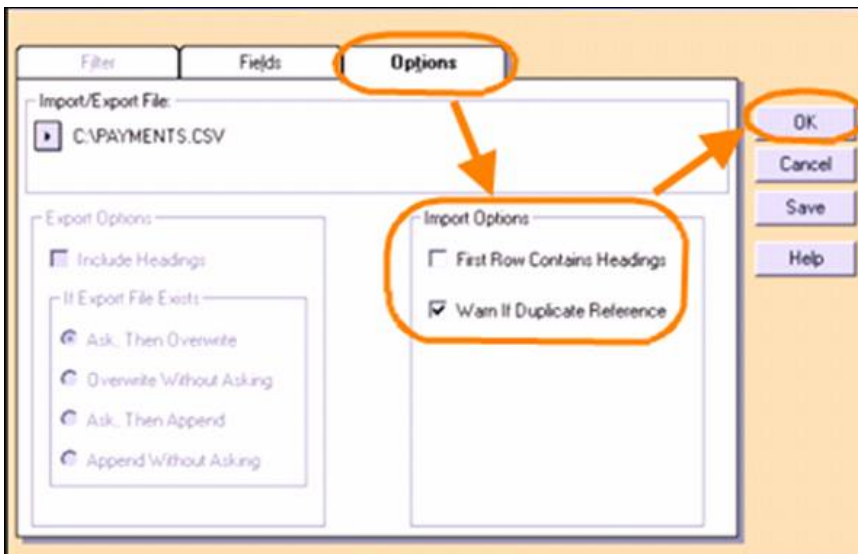 Filter
Fields
Options
Import/Export File:
C:\PAYMENTS.CSV
OK
Cancel
Save
Help
Export Options
Include Headings
If Export File Exists
Ask, Then Overwrite
Overwrite Without Asking
Ask, Then Append
Append Without Asking
Import Options
First Row Contains Headings
Warn If Duplicate Reference